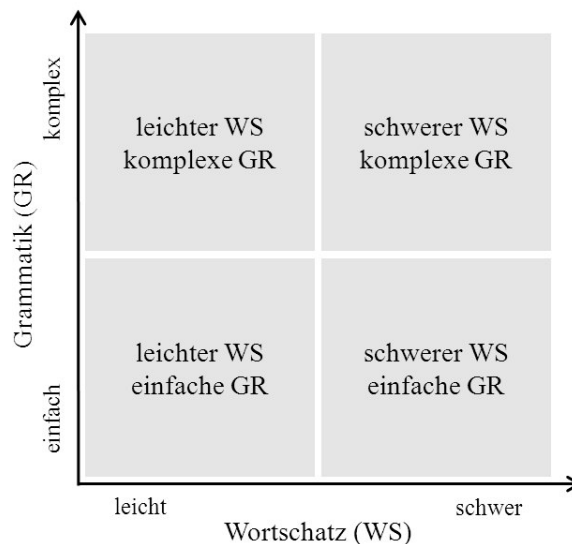 komplex
leichter WS
komplexe GR
schwerer WS
komplexe GR
Grammatik (GR)
leichter WS
einfache GR
schwerer WS
einfache GR
einfach
leicht
schwer
Wortschatz (WS)